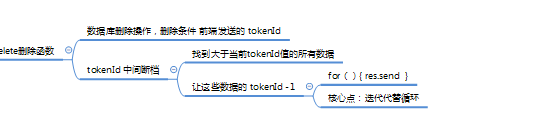 数据库删除操作，删除条件 前端发送的 tokenId
elete删除函数
找到大于当前tokenId值的所有数据
tokenId 中间断档
for ( ) { res.send }
让这些数据的 tokenId -1
核心点：迭代代替循环